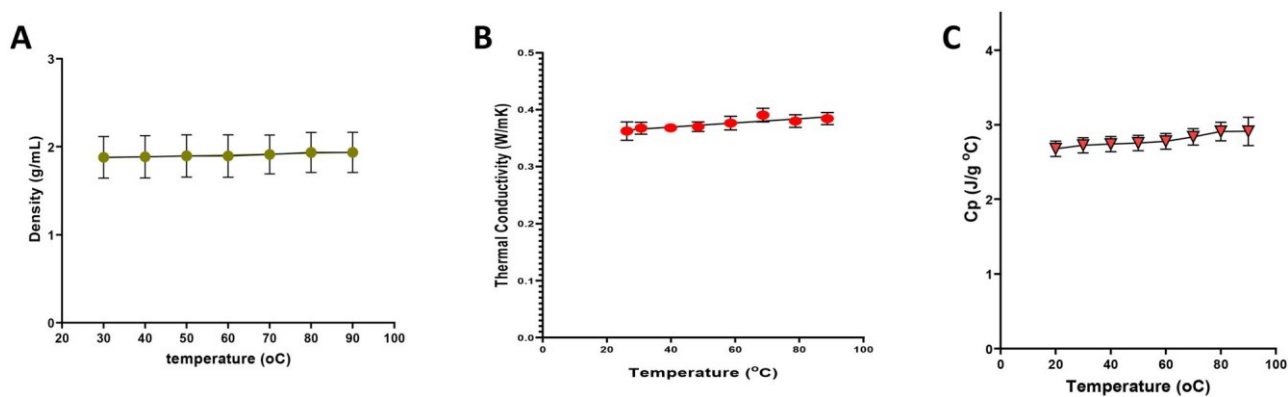 A
3
2
1
0
20 30 40 50 60 70 80 90 100
Density (g/mL)
temperature (oC)
B
0.5
0.4
0.3
0.2
0.1
0.0
0 20 40 60 80 100
Thermal Conductivity (W/mK)
Temperature (°C)
C
4
3
2
1
0
0 20 40 60 80 100
Cp (J/g °C)
Temperature (oC)